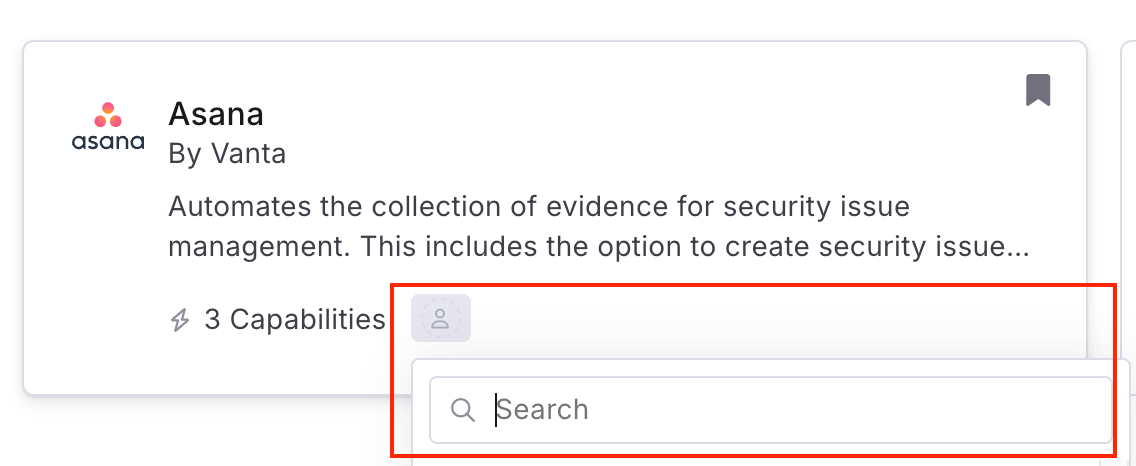 Asana
asana
By Vanta
Automates the collection of evidence for security issue
management. This includes the option to create security issue...
3 Capabilities
Search